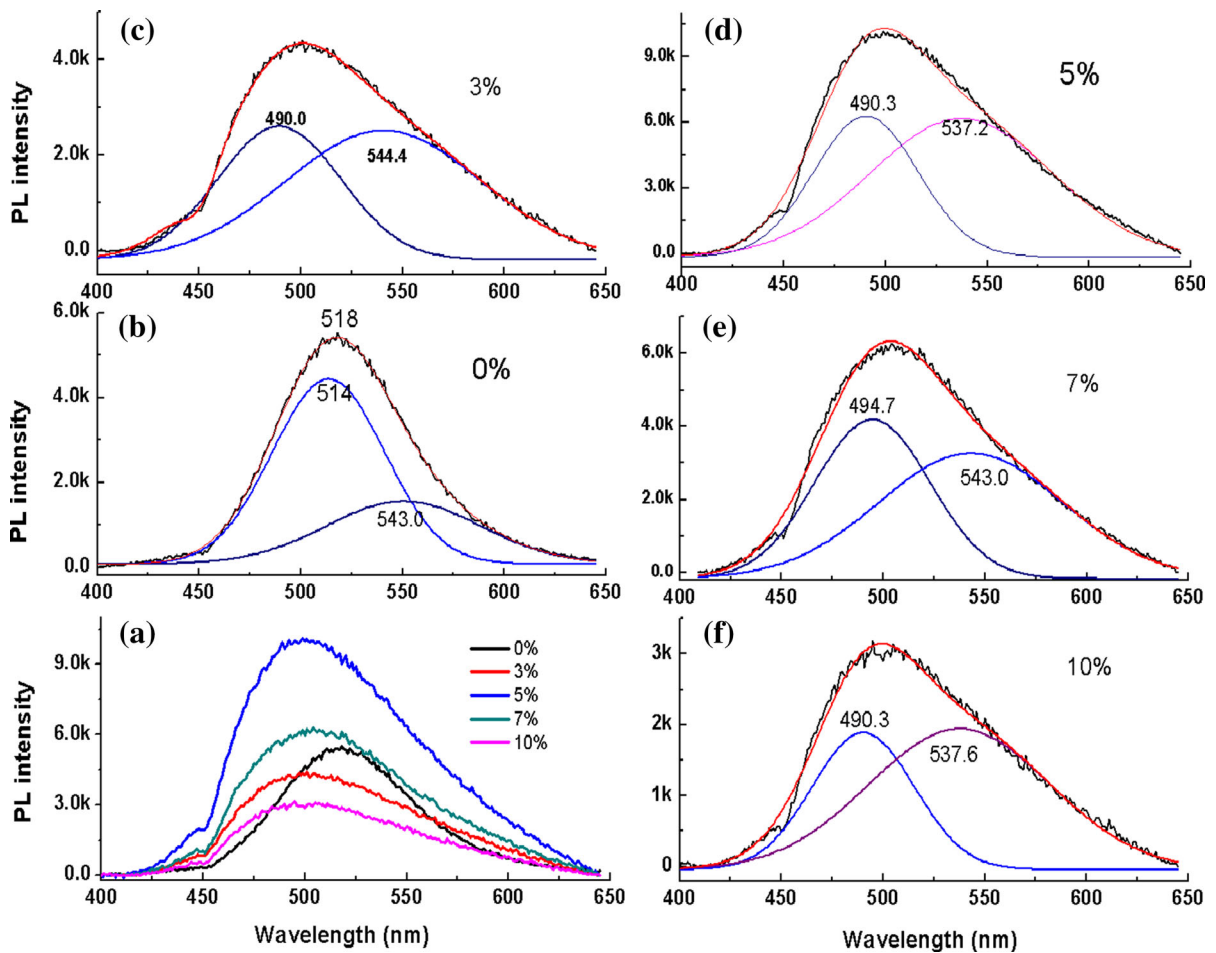 (c)
3%
490.0
544.4
4.0k
2.0k
0.0
PL intensity
400 450 500 550 600 650
(d)
5%
490.3
537.2
9.0k
6.0k
3.0k
0.0
400 450 500 550 600 650
(b)
518
514
0%
543.0
6.0k
4.0k
2.0k
0.0
PL intensity
400 450 500 550 600 650
(e)
7%
494.7
543.0
6.0k
4.0k
2.0k
0.0
400 450 500 550 600 650
(a)
0%
3%
5%
7%
10%
9.0k
6.0k
3.0k
0.0
PL intensity
400 450 500 550 600 650
Wavelength (nm)
(f)
10%
490.3
537.6
3k
2k
1k
0
400 450 500 550 600 650
Wavelength (nm)